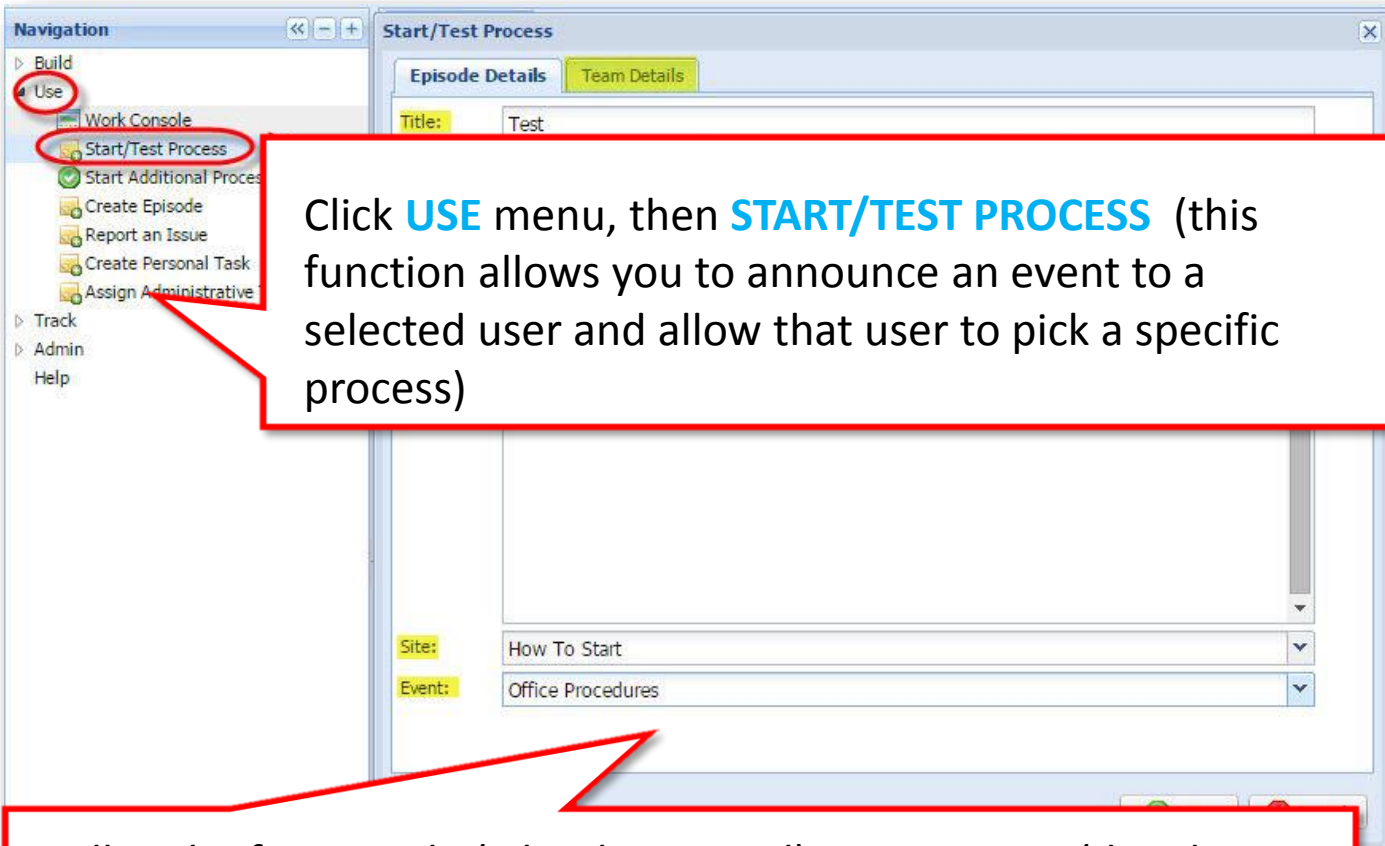 Navigation
Build
Use
Work Console
Start/Test Process
Start Additional Proces
Create Episode
Report an Issue
Create Personal Task
Assign Administrative
Track
Admin
Help
Start/Test Process
Episode Details Team Details
Title: Test
Click USE menu, then START/TEST PROCESS (this
function allows you to announce an event to a
selected user and allow that user to pick a specific
process)
Site: How To Start
Event: Office Procedures